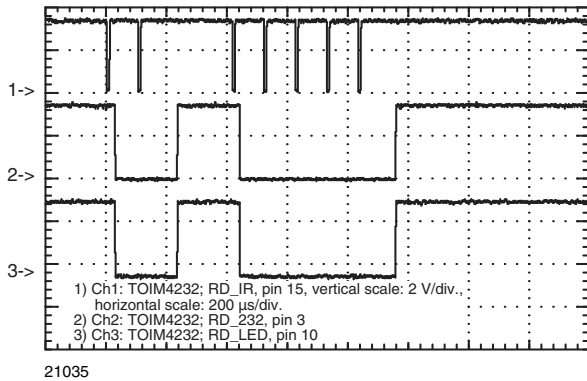 1->
2->
3->
1) Ch1: TOIM4232; RD_IR, pin 15, vertical scale: 2 V/div.,
horizontal scale: 200 µs/div.
2) Ch2: TOIM4232; RD_232, pin 3
3) Ch3: TOIM4232; RD_LED, pin 10
21035